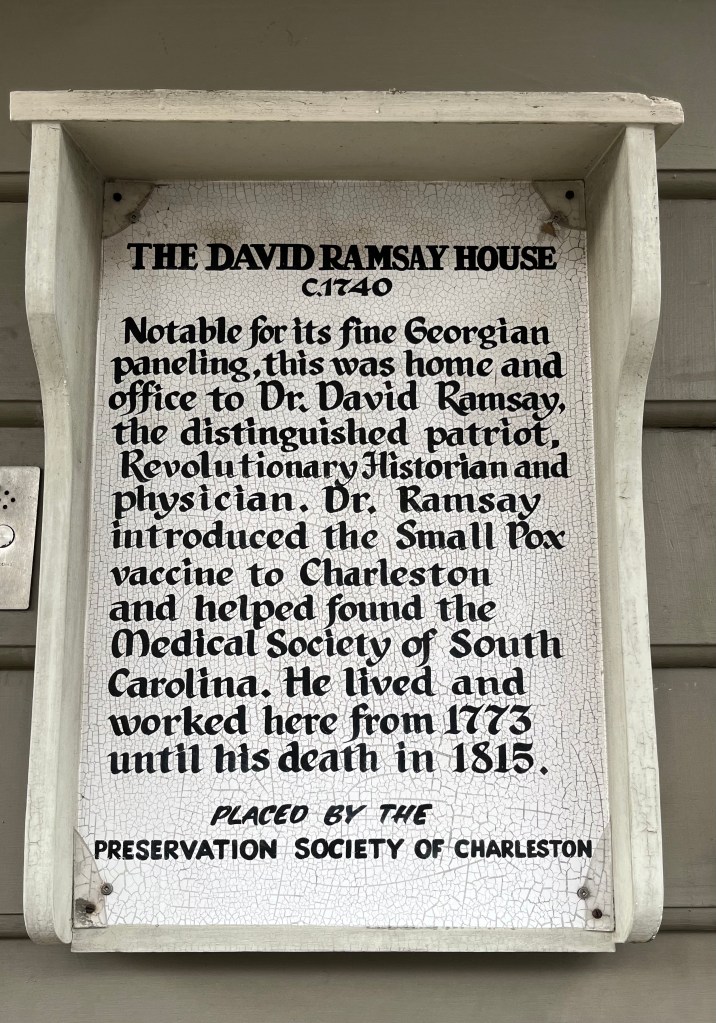 THE DAVID RAMSAY HOUSE
C.1740
Notable for its fine Georgian
paneling, this was home and
office to Dr. David Ramsay,
the distinguished patriot,
Revolutionary Historian and
physician. Dr. Ramsay
introduced the Small Pox
vaccine to Charleston
and helped found the
Medical Society of South
Carolina. He lived and
worked here from 1773
until his death in 1815.
PLACED BY THE
PRESERVATION SOCIETY OF CHARLESTON